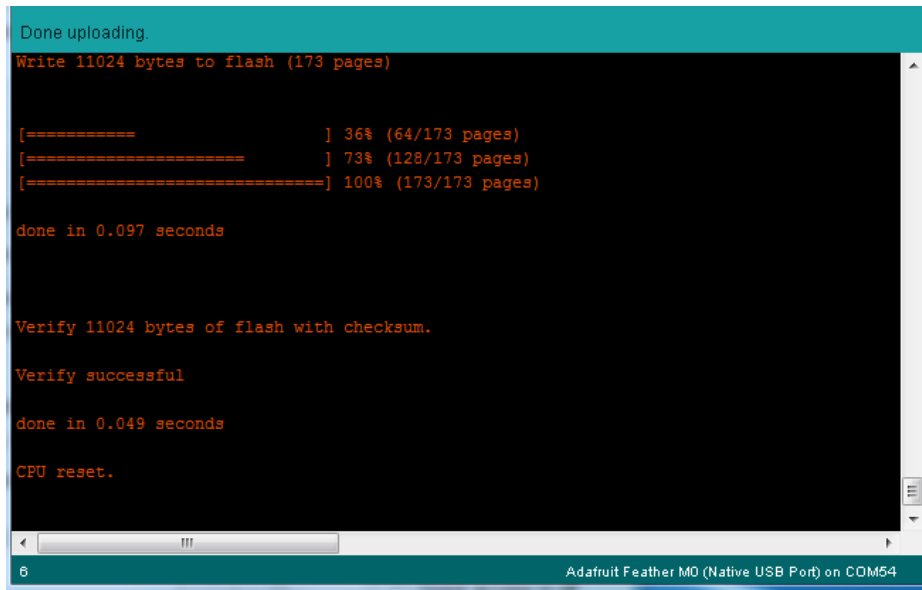 Done uploading.
Write 11024 bytes to flash (173 pages)
[===========                   ] 36% (64/173 pages)
[======================        ] 73% (128/173 pages)
[==============================] 100% (173/173 pages)
done in 0.097 seconds
Verify 11024 bytes of flash with checksum.
Verify successful
done in 0.049 seconds
CPU reset.
6 Adafruit Feather M0 (Native USB Port) on COM54